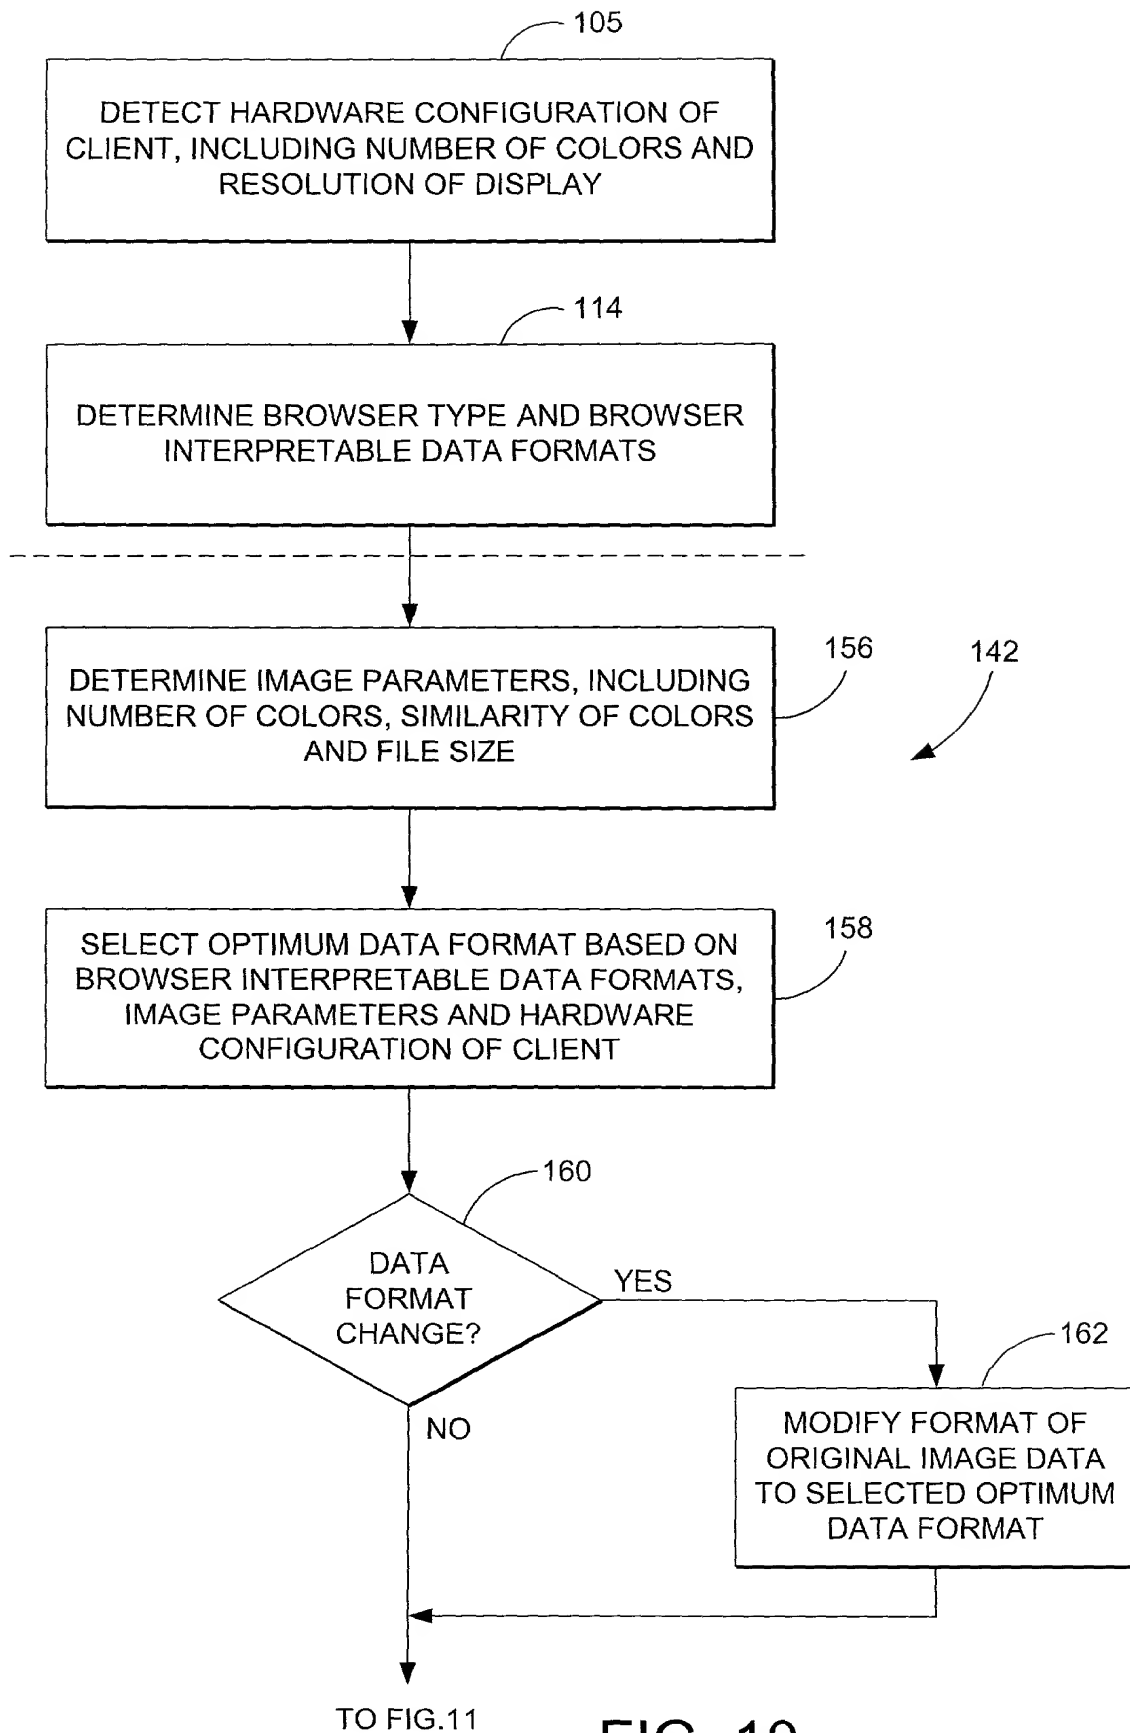 105
DETECT HARDWARE CONFIGURATION OF
CLIENT, INCLUDING NUMBER OF COLORS AND
RESOLUTION OF DISPLAY
114
DETERMINE BROWSER TYPE AND BROWSER
INTERPRETABLE DATA FORMATS
156
142
DETERMINE IMAGE PARAMETERS, INCLUDING
NUMBER OF COLORS, SIMILARITY OF COLORS
AND FILE SIZE
158
SELECT OPTIMUM DATA FORMAT BASED ON
BROWSER INTERPRETABLE DATA FORMATS,
IMAGE PARAMETERS AND HARDWARE
CONFIGURATION OF CLIENT
160
DATA
FORMAT
CHANGE?
YES
NO
162
MODIFY FORMAT OF
ORIGINAL IMAGE DATA
TO SELECTED OPTIMUM
DATA FORMAT
TO FIG.11
FIG. 10